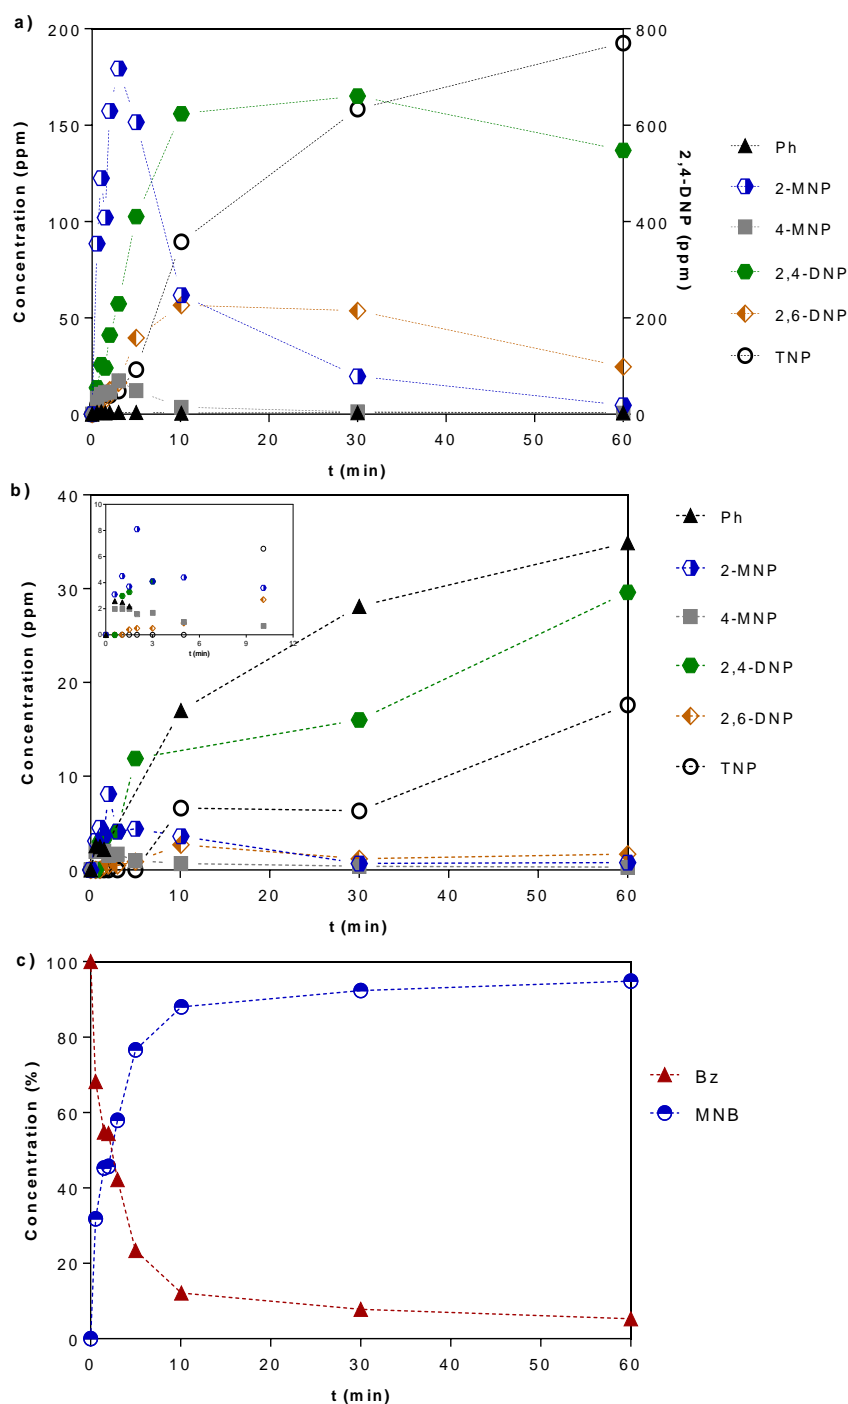 a)
200
150
100
50
0
Concentration (ppm)
800
600
400
200
0
2,4-DNP (ppm)
0 10 20 30 40 50 60
t (min)
Ph
2-MNP
4-MNP
2,4-DNP
2,6-DNP
TNP
b)
40
30
20
10
0
Concentration (ppm)
10
8
6
4
2
0
0 3 6 9 12
t (min)
0 10 20 30 40 50 60
t (min)
Ph
2-MNP
4-MNP
2,4-DNP
2,6-DNP
TNP
c)
100
80
60
40
20
0
Concentration (%)
0 10 20 30 40 50 60
t (min)
Bz
MNB